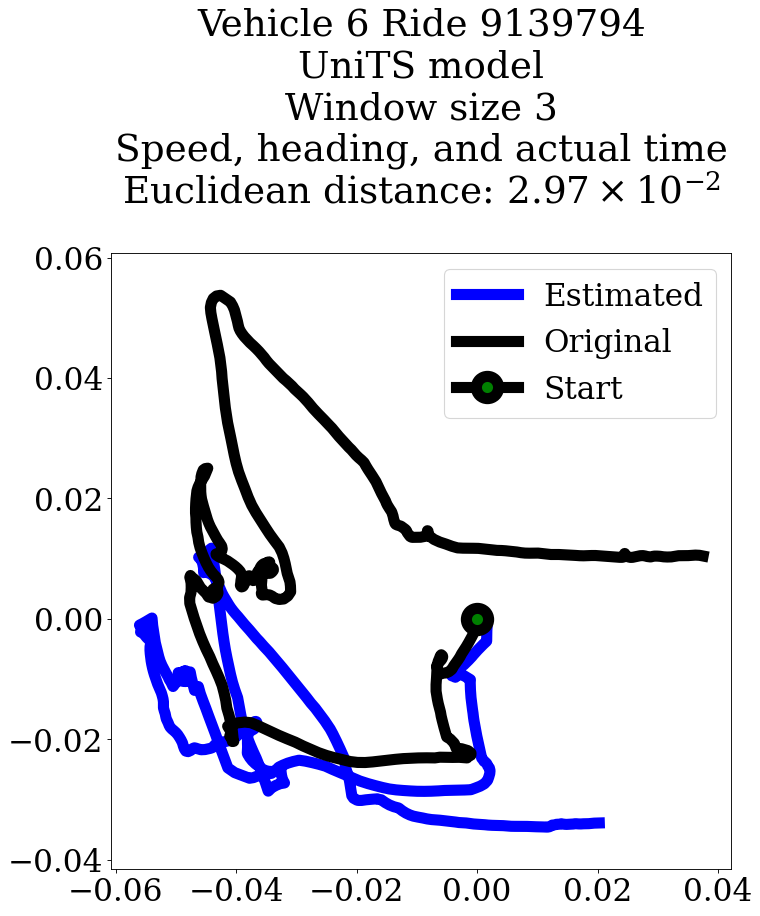 Vehicle 6 Ride 9139794
UniTS model
Window size 3
Speed, heading, and actual time
Euclidean distance: 2.97 × 10⁻²
0.06
0.04
0.02
0.00
−0.02
−0.04
Estimated
Original
Start
−0.06 −0.04 −0.02 0.00 0.02 0.04